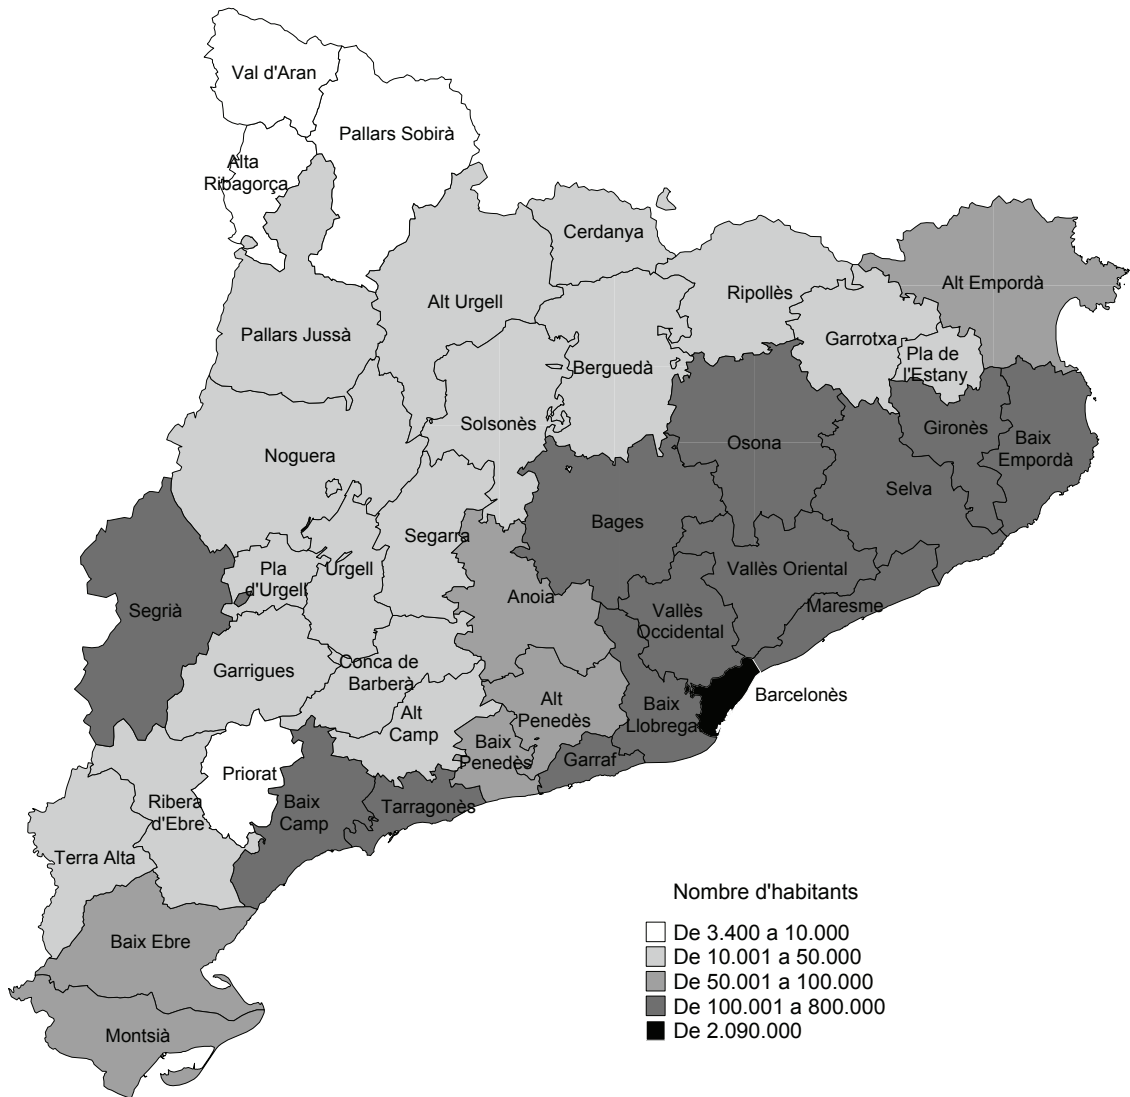 Val d'Aran
Pallars Sobirà
Alta
Ribagorça
Cerdanya
Alt Empordà
Ripollès
Alt Urgell
Pallars Jussà
Garrotxa
Pla de
l'Estany
Berguedà
Solsonès
Gironès
Baix
Empordà
Osona
Noguera
Selva
Bages
Segarra
Pla
d'Urgell
Urgell
Vallès Oriental
Anoia
Maresme
Segrià
Vallès
Occidental
Garrigues
Conca de
Barberà
Barcelonès
Alt
Penedès
Baix
Llobregat
Alt
Camp
Baix
Penedès
Garraf
Priorat
Ribera
d'Ebre
Baix
Camp
Tarragonès
Terra Alta
Baix Ebre
Montsià
Nombre d'habitants
De 3.400 a 10.000
De 10.001 a 50.000
De 50.001 a 100.000
De 100.001 a 800.000
De 2.090.000